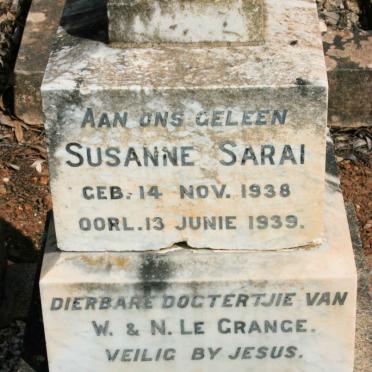 AAN ONS GELEEN
SUSANNE SARAI
GEB. 14 NOV. 1938
OORL. 13 JUNIE 1939.
DIERBARE DOGTERTJIE VAN
W. & N. LE GRANGE.
VEILIG BY JESUS.